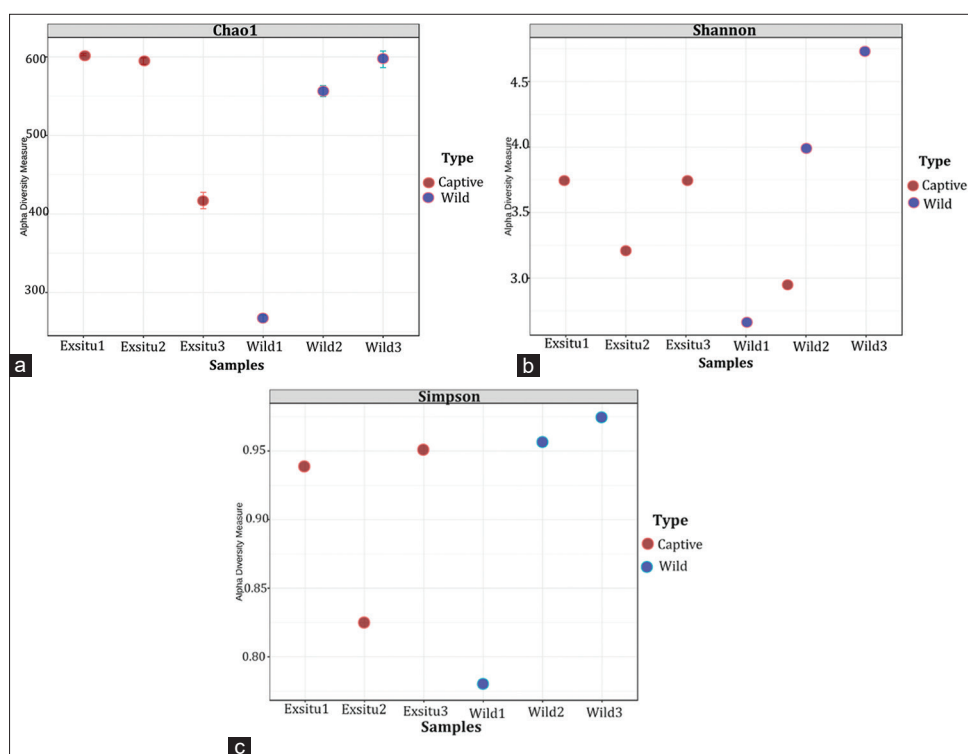 Chao1
600
500
400
300
Alpha Diversity Measure
Exsitu1 Exsitu2 Exsitu3 Wild1 Wild2 Wild3
Samples
Type
Captive
Wild
a
Shannon
4.5
4.0
3.5
3.0
Alpha Diversity Measure
Exsitu1 Exsitu2 Exsitu3 Wild1 Wild2 Wild3
Samples
Type
Captive
Wild
b
Simpson
0.95
0.90
0.85
0.80
Alpha Diversity Measure
Exsitu1 Exsitu2 Exsitu3 Wild1 Wild2 Wild3
Samples
Type
Captive
Wild
c